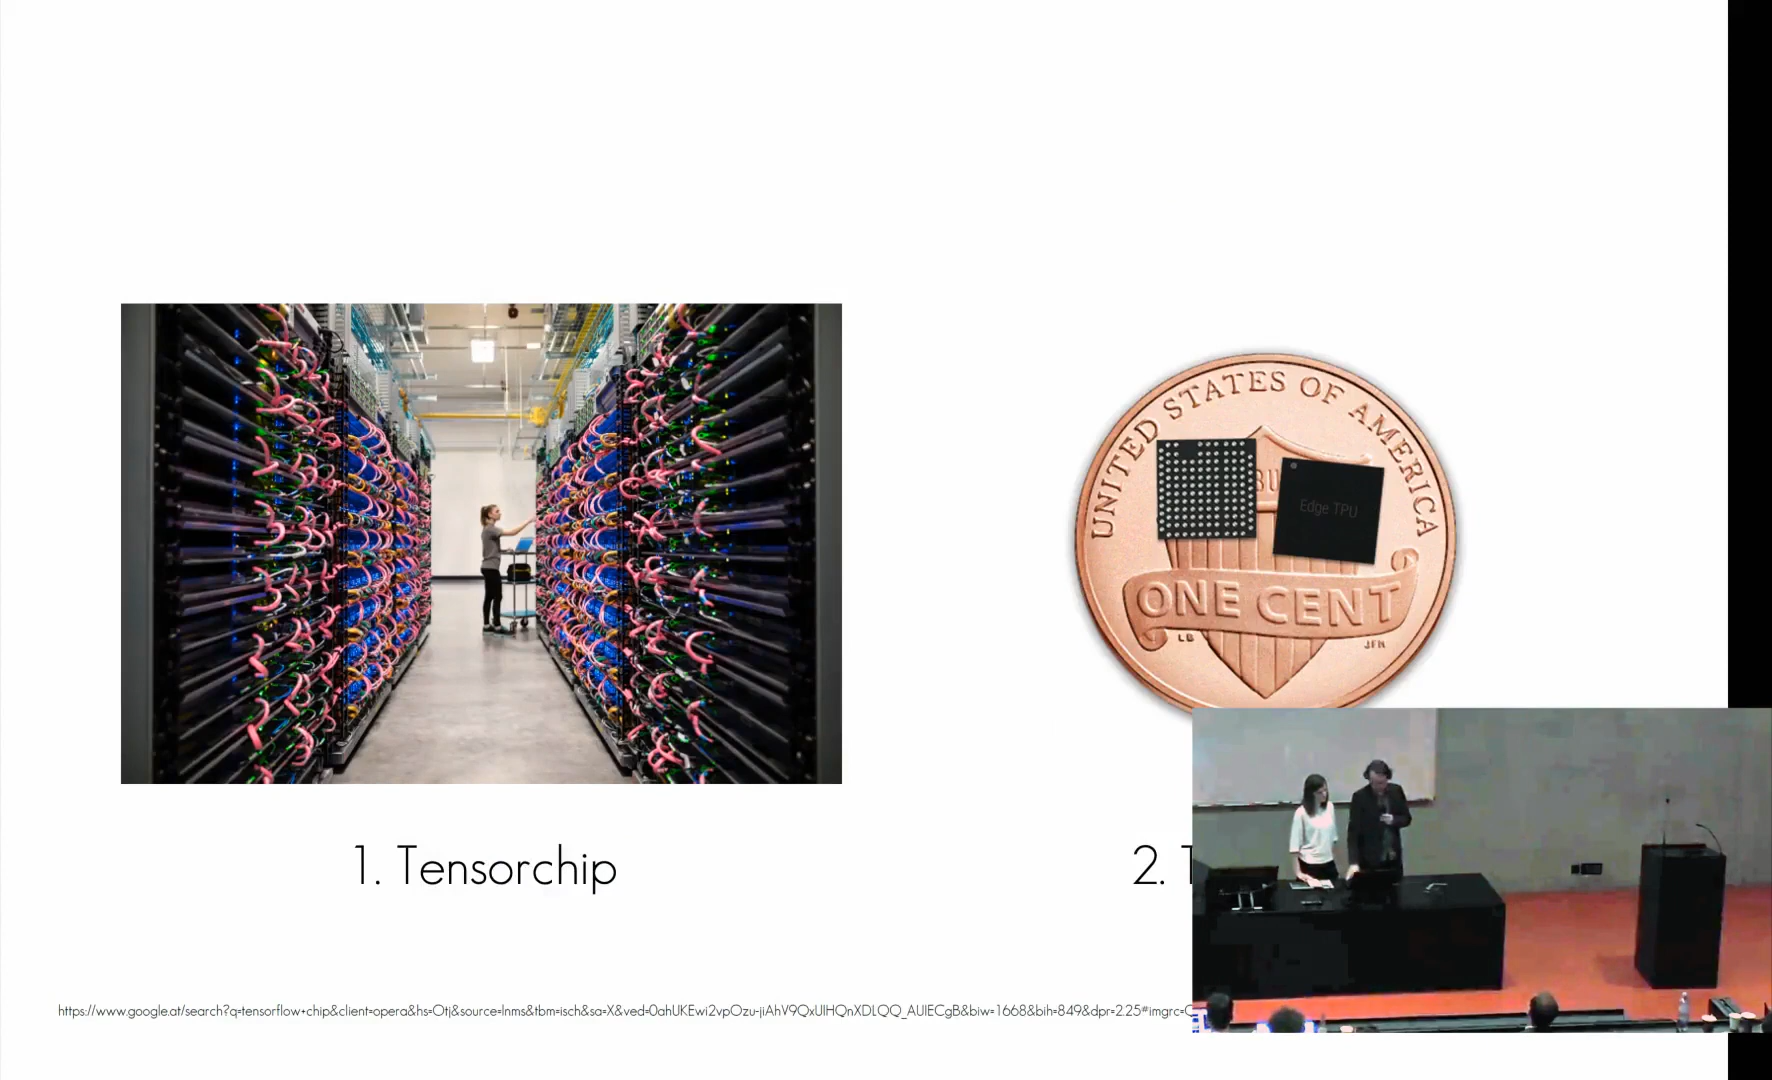 UNITED STATES OF AMERICA
Edge TPU
ONE CENT
LB
JFM
1. Tensorchip
2.
https://www.google.at/search?q=tensorflow+chip&client=opera&hs=Otj&source=lnms&tbm=isch&sa=X&ved=0ahUKEwi2vpOzu-jiAhV9QxUIHQnXDLQQ_AUIECgB&biw=1668&bih=849&dpr=2.25#imgrc=